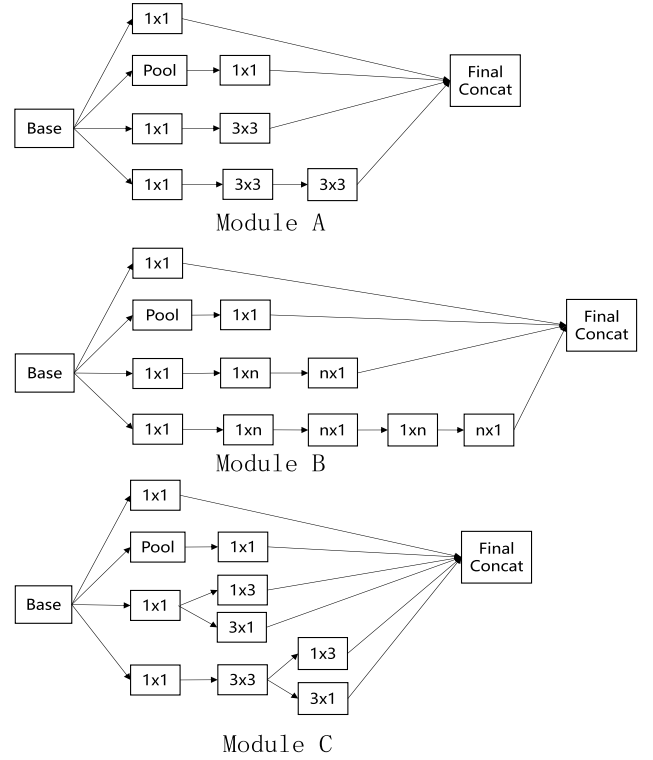 1x1
Pool
1x1
Final
Concat
Base
1x1
3x3
1x1
3x3
3x3
Module A
1x1
Pool
1x1
Final
Concat
Base
1x1
1xn
nx1
1x1
1xn
nx1
1xn
nx1
Module B
1x1
Pool
1x1
Final
Concat
Base
1x1
1x3
3x1
1x1
3x3
1x3
3x1
Module C